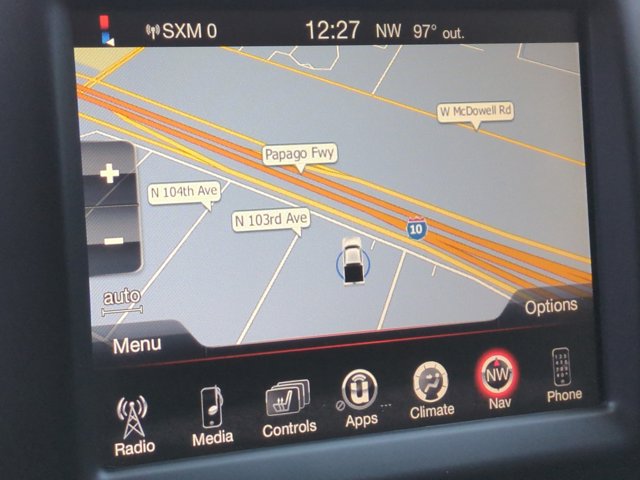 SXM 0 12:27 NW 97° out.
W McDowell Rd
Papago Fwy
N 104th Ave
N 103rd Ave
10
+
-
auto
Options
Menu
NW
Radio Media Controls Apps Climate Nav Phone